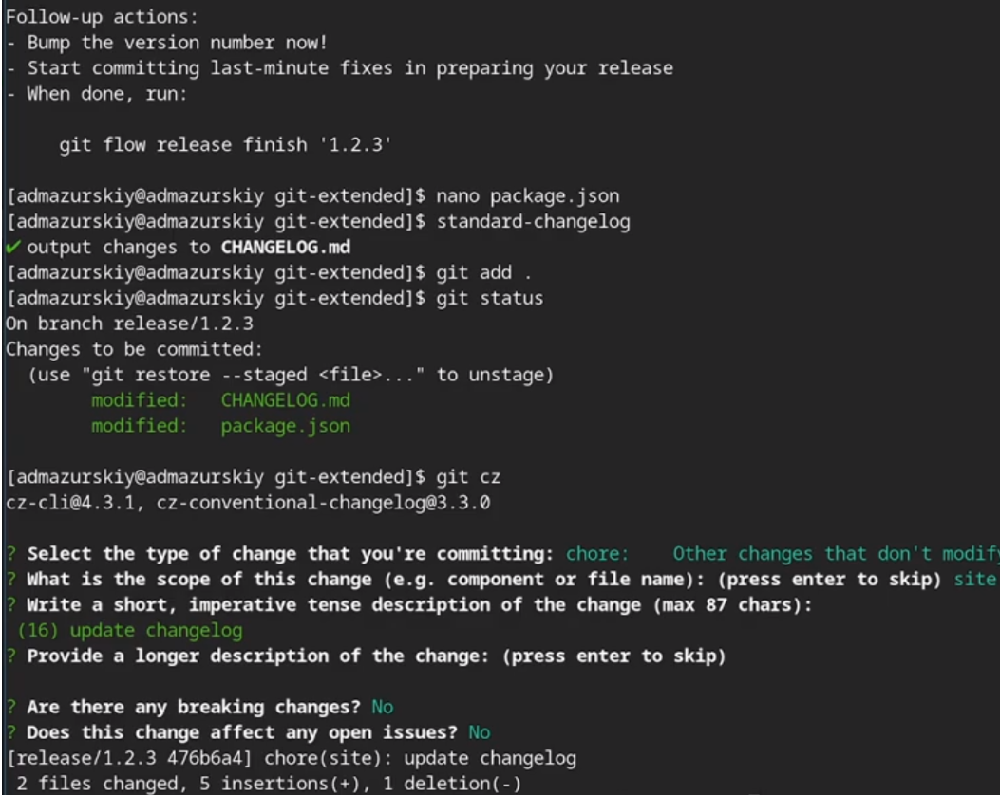 Follow-up actions:
- Bump the version number now!
- Start committing last-minute fixes in preparing your release
- When done, run:
git flow release finish '1.2.3'
[admazurskiy@admazurskiy git-extended]$ nano package.json
[admazurskiy@admazurskiy git-extended]$ standard-changelog
✔ output changes to CHANGELOG.md
[admazurskiy@admazurskiy git-extended]$ git add .
[admazurskiy@admazurskiy git-extended]$ git status
On branch release/1.2.3
Changes to be committed:
(use "git restore --staged <file>..." to unstage)
modified:   CHANGELOG.md
modified:   package.json
[admazurskiy@admazurskiy git-extended]$ git cz
cz-cli@4.3.1, cz-conventional-changelog@3.3.0
? Select the type of change that you're committing: chore:    Other changes that don't modify
? What is the scope of this change (e.g. component or file name): (press enter to skip) site
? Write a short, imperative tense description of the change (max 87 chars):
(16) update changelog
? Provide a longer description of the change: (press enter to skip)
? Are there any breaking changes? No
? Does this change affect any open issues? No
[release/1.2.3 476b6a4] chore(site): update changelog
2 files changed, 5 insertions(+), 1 deletion(-)